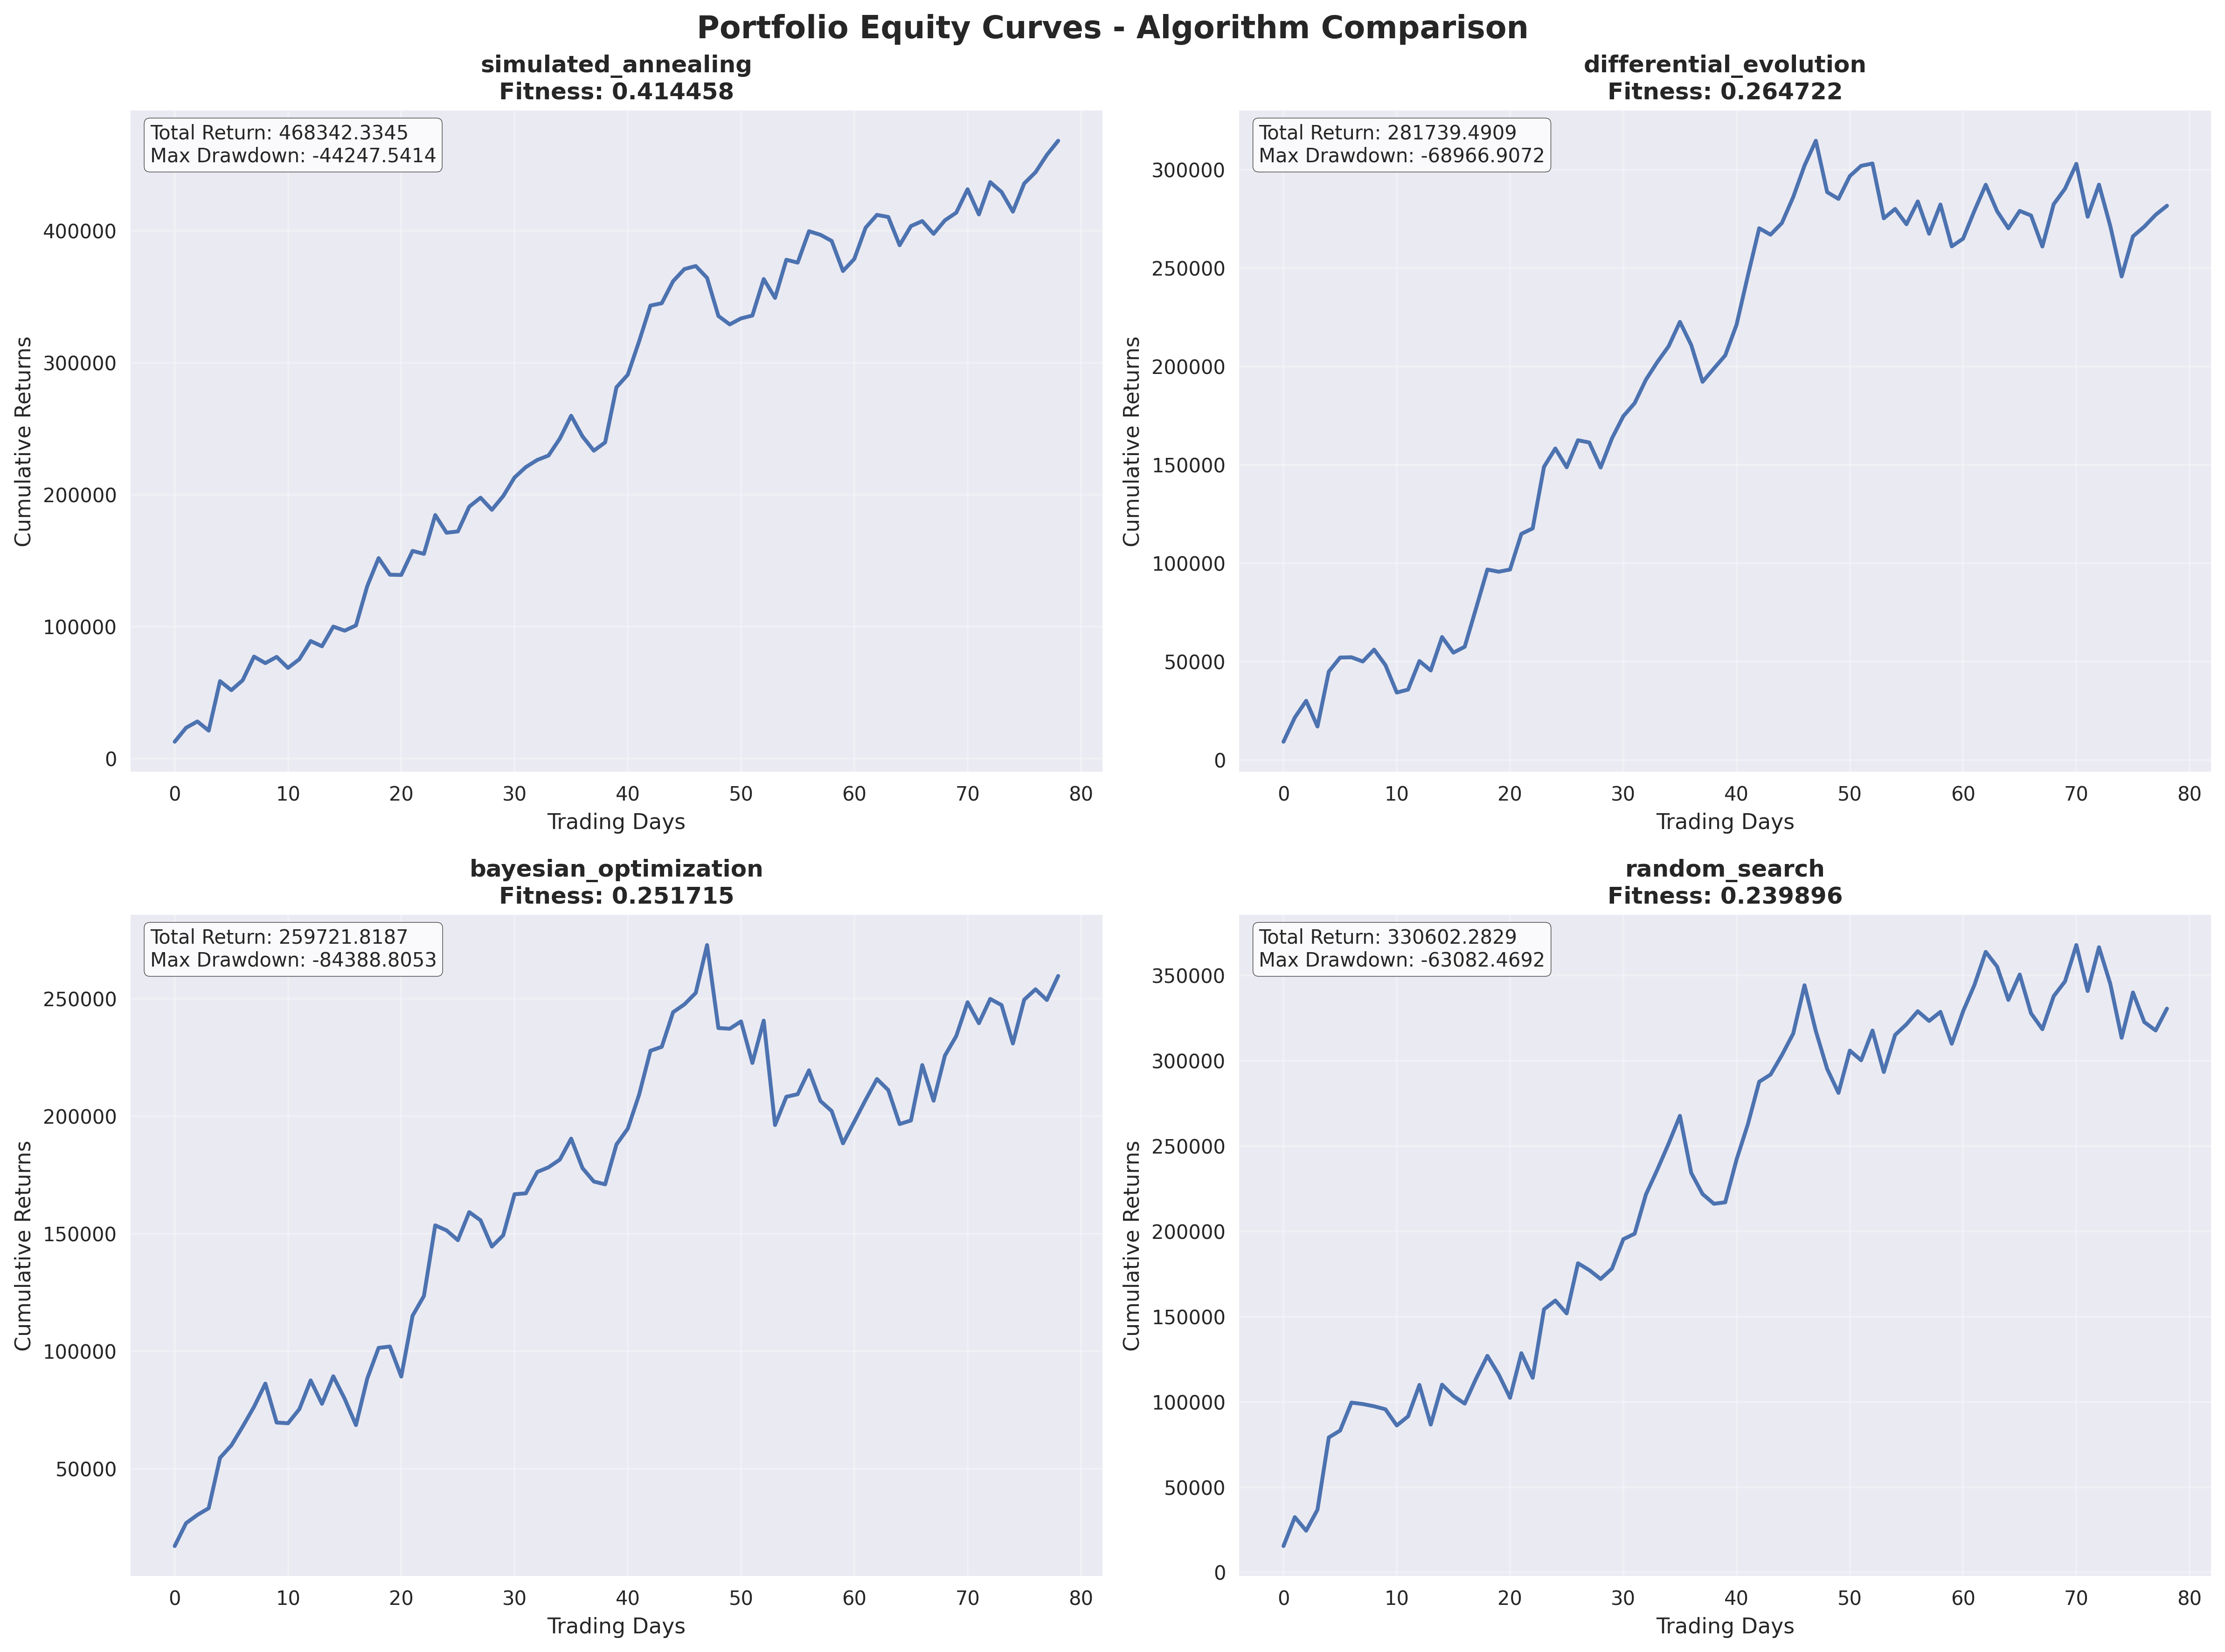 Portfolio Equity Curves - Algorithm Comparison
simulated_annealing
Fitness: 0.414458
Total Return: 468342.3345
Max Drawdown: -44247.5414
Cumulative Returns
400000
300000
200000
100000
0
0 10 20 30 40 50 60 70 80
Trading Days
differential_evolution
Fitness: 0.264722
Total Return: 281739.4909
Max Drawdown: -68966.9072
Cumulative Returns
300000
250000
200000
150000
100000
50000
0
0 10 20 30 40 50 60 70 80
Trading Days
bayesian_optimization
Fitness: 0.251715
Total Return: 259721.8187
Max Drawdown: -84388.8053
Cumulative Returns
250000
200000
150000
100000
50000
0 10 20 30 40 50 60 70 80
Trading Days
random_search
Fitness: 0.239896
Total Return: 330602.2829
Max Drawdown: -63082.4692
Cumulative Returns
350000
300000
250000
200000
150000
100000
50000
0
0 10 20 30 40 50 60 70 80
Trading Days